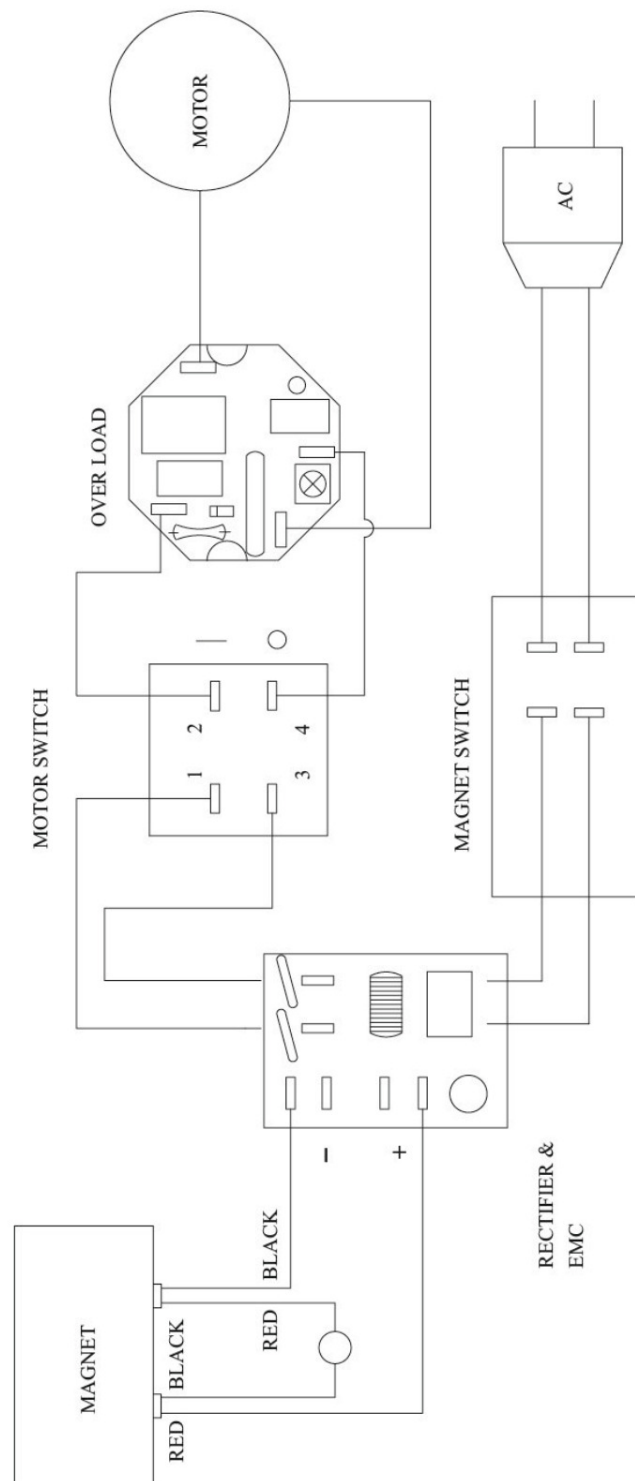 MOTOR
AC
OVER LOAD
MOTOR SWITCH
2
4
1
3
MAGNET SWITCH
-
+
RECTIFIER &
EMC
MAGNET
BLACK
RED
BLACK
RED